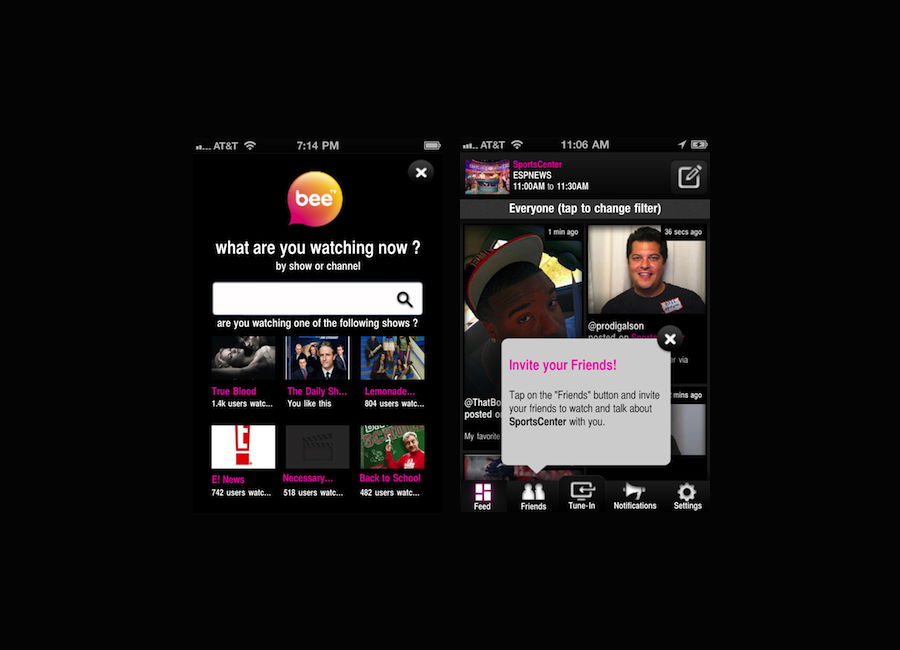 AT&T
7:14 PM
bee TV
what are you watching now ?
by show or channel
are you watching one of the following shows ?
True Blood
1.4k users watc...
The Daily Sh...
You like this
Lemonade...
804 users watc...
E!
E! News
742 users watc...
Necessary...
518 users watc...
Back to School
482 users watc...
AT&T
11:06 AM
SportsCenter
ESPNEWS
11:00AM to 11:30AM
Everyone (tap to change filter)
1 min ago
36 secs ago
@prodigalson
posted on
er via
mins ago
@ThatBo
posted o
My favorite
Invite your Friends!
Tap on the "Friends" button and invite
your friends to watch and talk about
SportsCenter with you.
Feed
Friends
Tune-In
Notifications
Settings